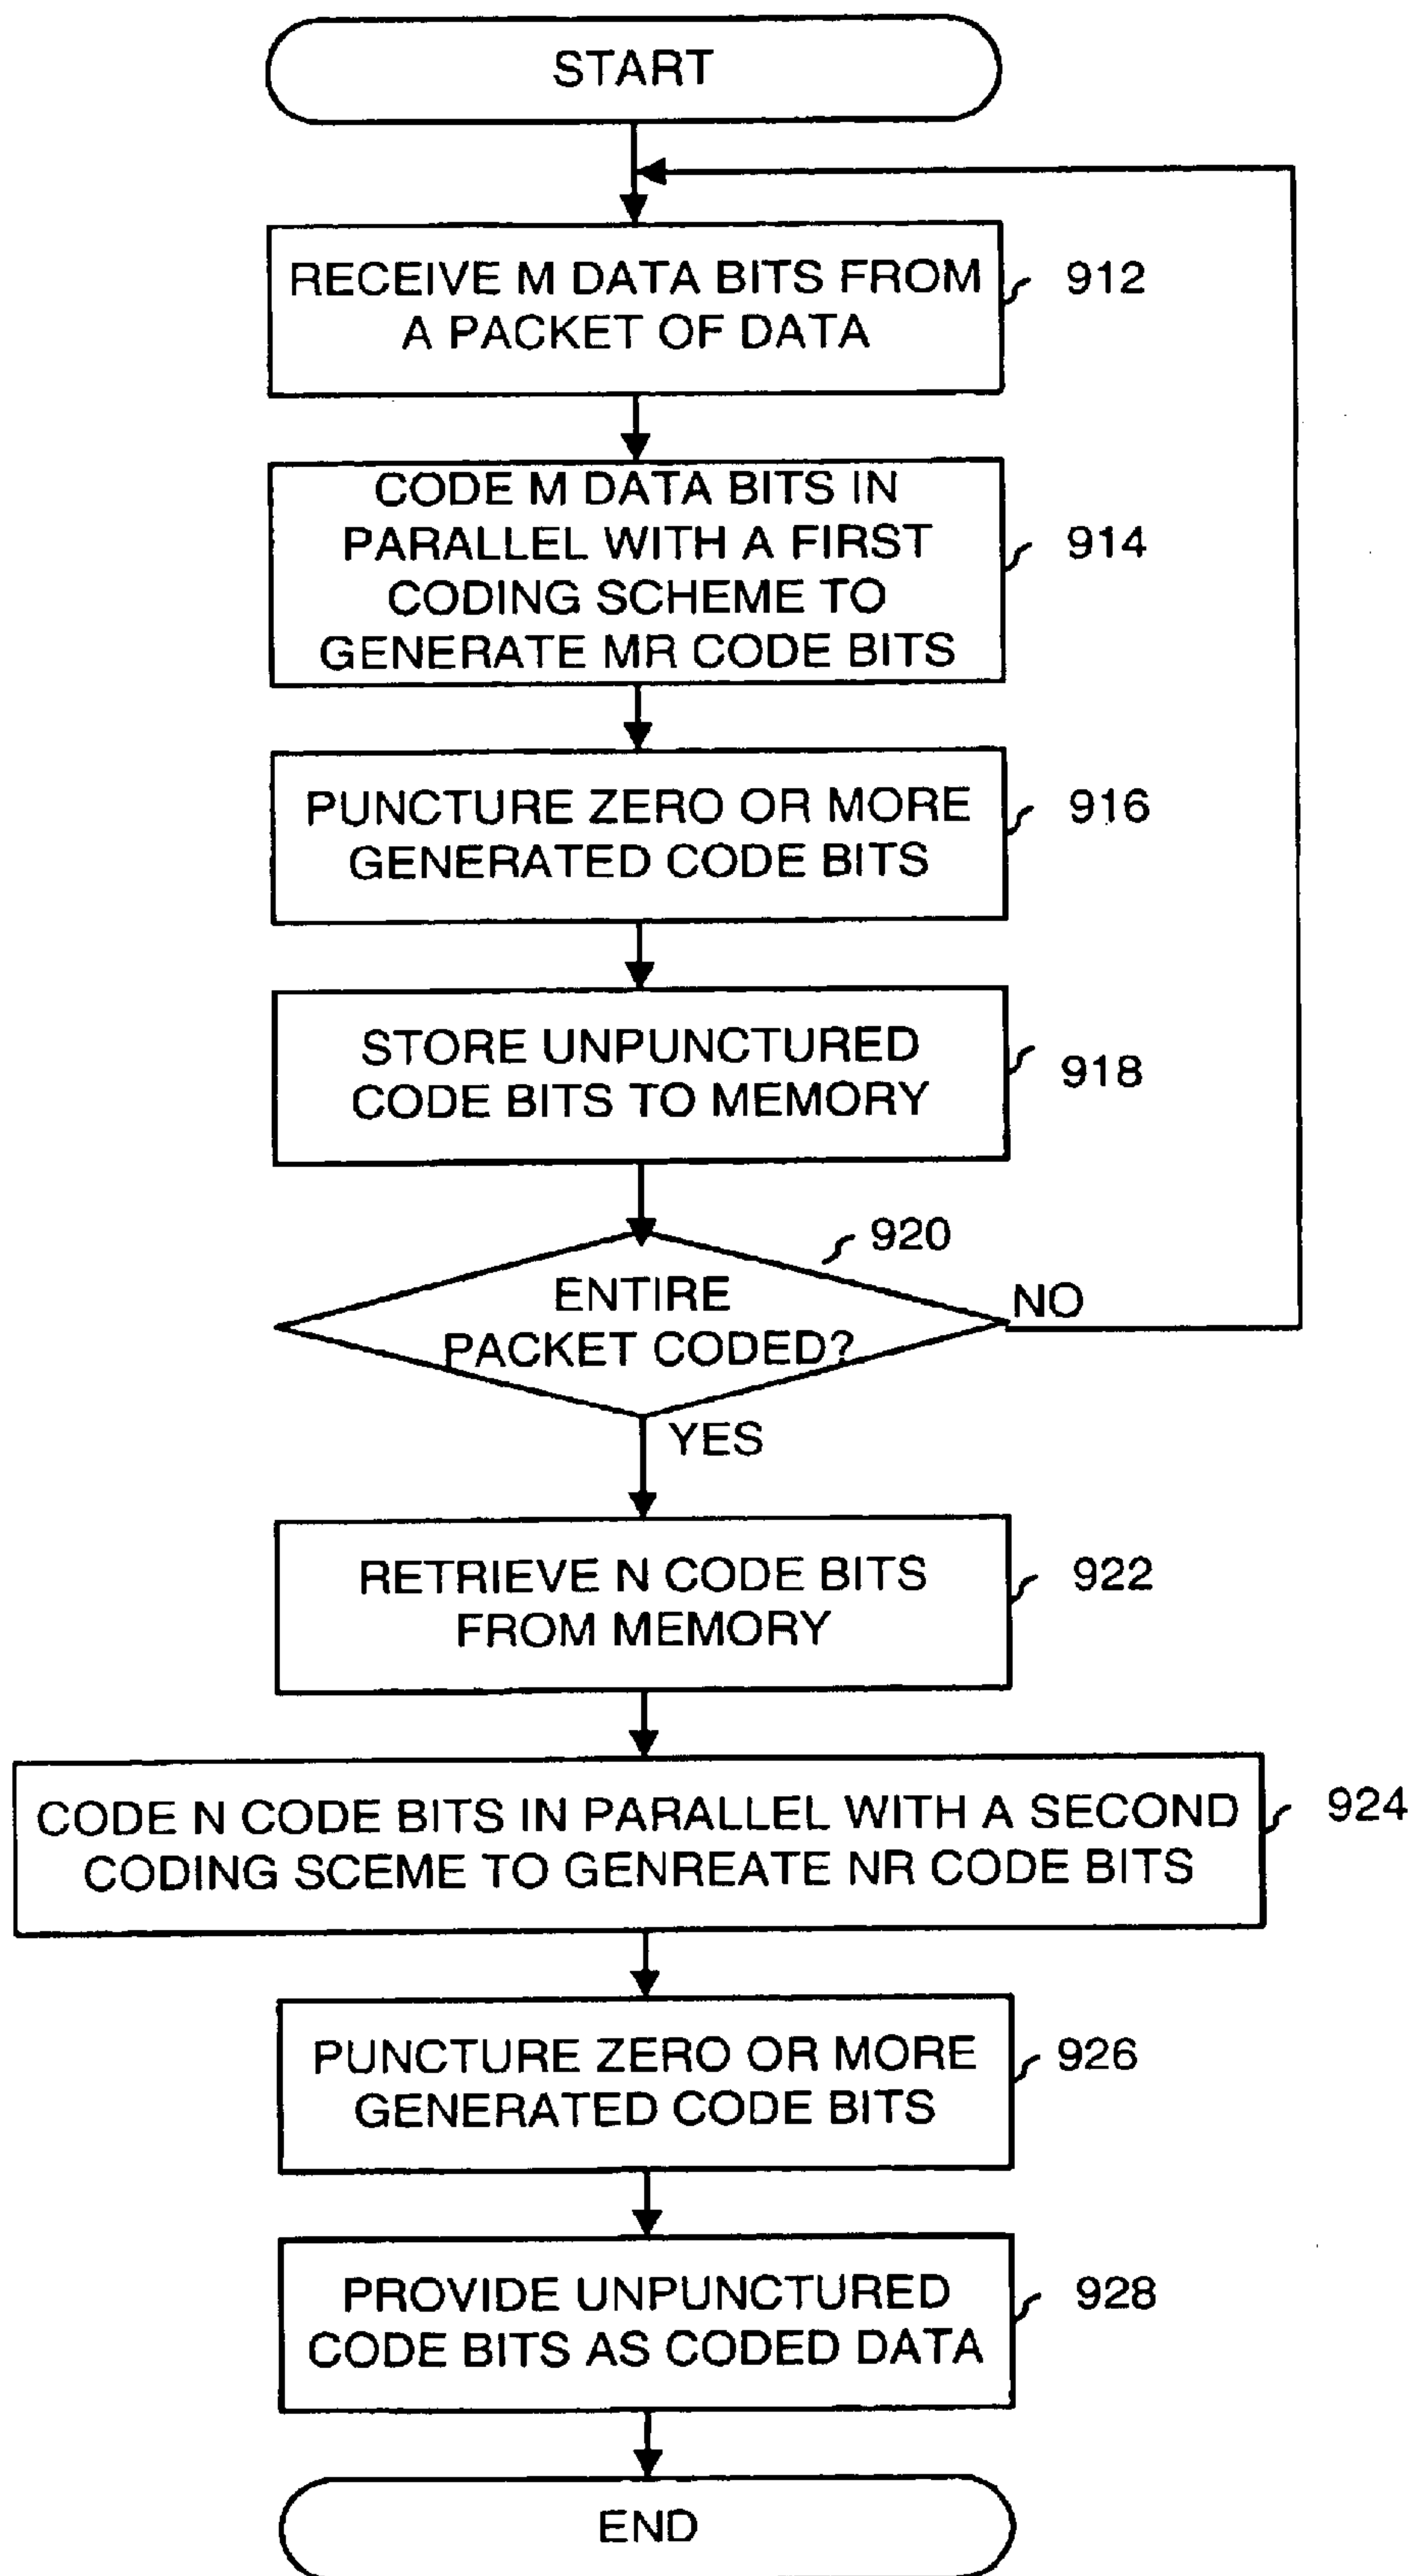 START
RECEIVE M DATA BITS FROM
A PACKET OF DATA
912
CODE M DATA BITS IN
PARALLEL WITH A FIRST
CODING SCHEME TO
GENERATE MR CODE BITS
914
PUNCTURE ZERO OR MORE
GENERATED CODE BITS
916
STORE UNPUNCTURED
CODE BITS TO MEMORY
918
920
ENTIRE
PACKET CODED?
NO
YES
RETRIEVE N CODE BITS
FROM MEMORY
922
CODE N CODE BITS IN PARALLEL WITH A SECOND
CODING SCEME TO GENREATE NR CODE BITS
924
PUNCTURE ZERO OR MORE
GENERATED CODE BITS
926
PROVIDE UNPUNCTURED
CODE BITS AS CODED DATA
928
END